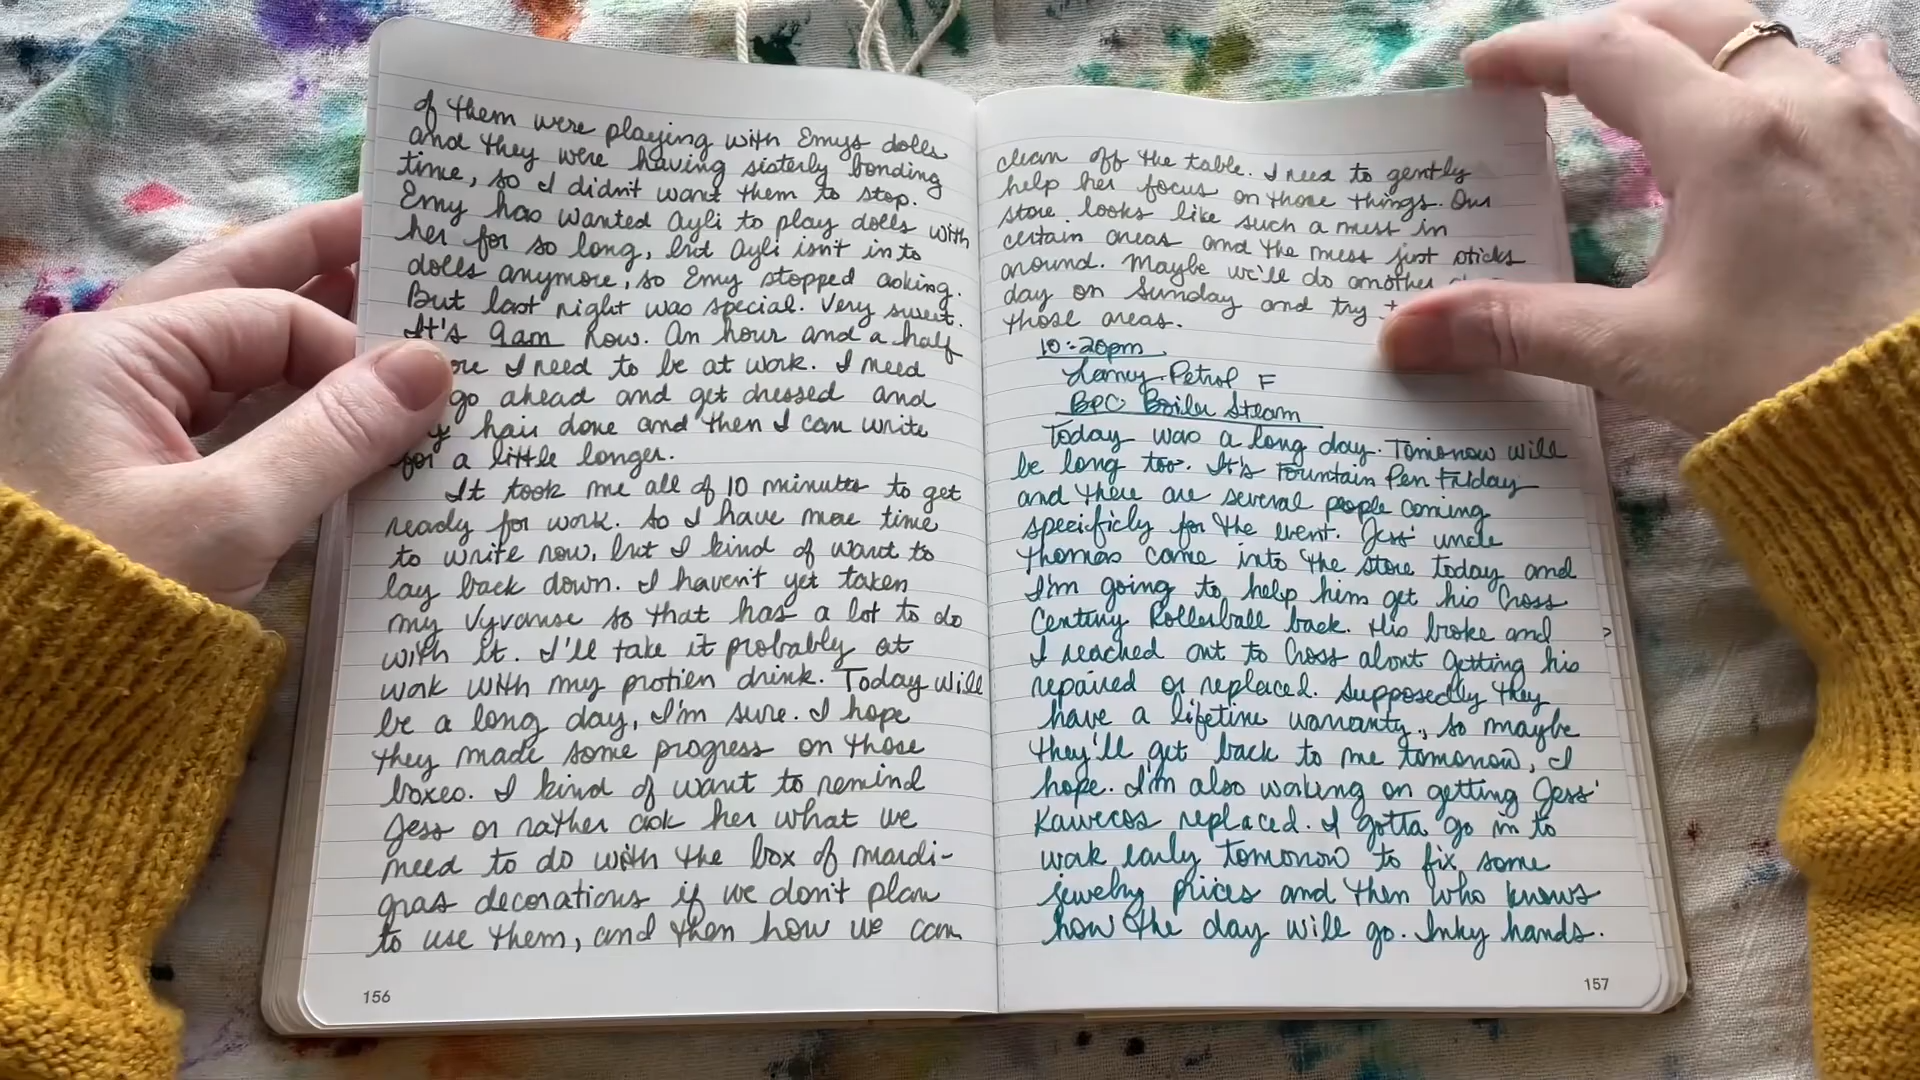 of them were playing with Emys dolls
and they were having sisterly bonding
time, so I didn't want them to stop.
Emy has wanted Ayli to play dolls with
her for so long, but Ayli isn't into
dolls anymore, so Emy stopped asking.
But last night was special. Very sweet.
It's 9am now. An hour and a half
I need to be at work. I need
go ahead and get dressed and
hair done and then I can write
for a little longer.
It took me all of 10 minutes to get
ready for work. So I have more time
to write now, but I kind of want to
lay back down. I haven't yet taken
my Vyvanse so that has a lot to do
with it. I'll take it probably at
work with my protien drink. Today will
be a long day, I'm sure. I hope
they made some progress on those
boxes. I kind of want to remind
Jess or rather ask her what we
need to do with the box of mardi-
gras decorations if we don't plan
to use them, and then how we can
156
clean off the table. I need to gently
help her focus on those things. Our
store looks like such a mess in
certain areas and the mess just sticks
around. Maybe we'll do another
day on Sunday and try
those areas.
10:20pm
Lamy Petrol F
BPC Boiler Steam
Today was a long day. Tomorrow will
be long too. It's Fountain Pen Friday
and there are several people coming
specificly for the event. Jess' uncle
Thomas came into the store today and
I'm going to help him get his Cross
Century Rollerball back. His broke and
I reached out to Cross about getting his
repaired or replaced. Supposedly they
have a lifetime warranty, so maybe
they'll get back to me tomorrow, I
hope. I'm also working on getting Jess'
Kawecos replaced. I gotta go in to
work early tomorrow to fix some
jewelry prices and then who knows
how the day will go. Inky hands.
157